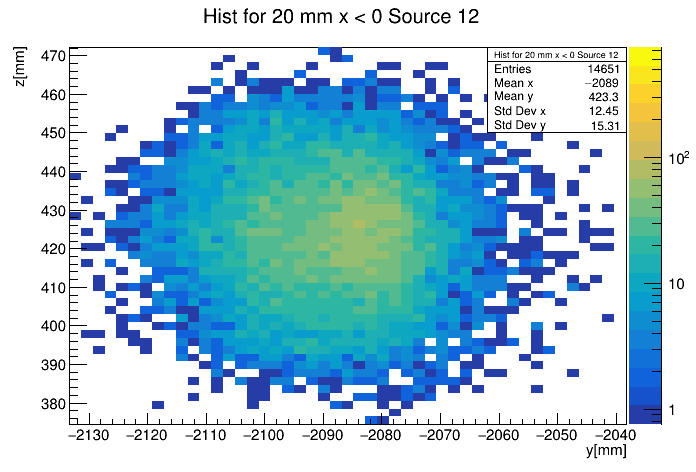 Hist for 20 mm x < 0 Source 12
z[mm]
Hist for 20 mm x < 0 Source 12
Entries 14651
Mean x −2089
Mean y 423.3
Std Dev x 12.45
Std Dev y 15.31
470
460
450
440
430
420
410
400
390
380
10²
10
1
−2130 −2120 −2110 −2100 −2090 −2080 −2070 −2060 −2050 −2040
y[mm]